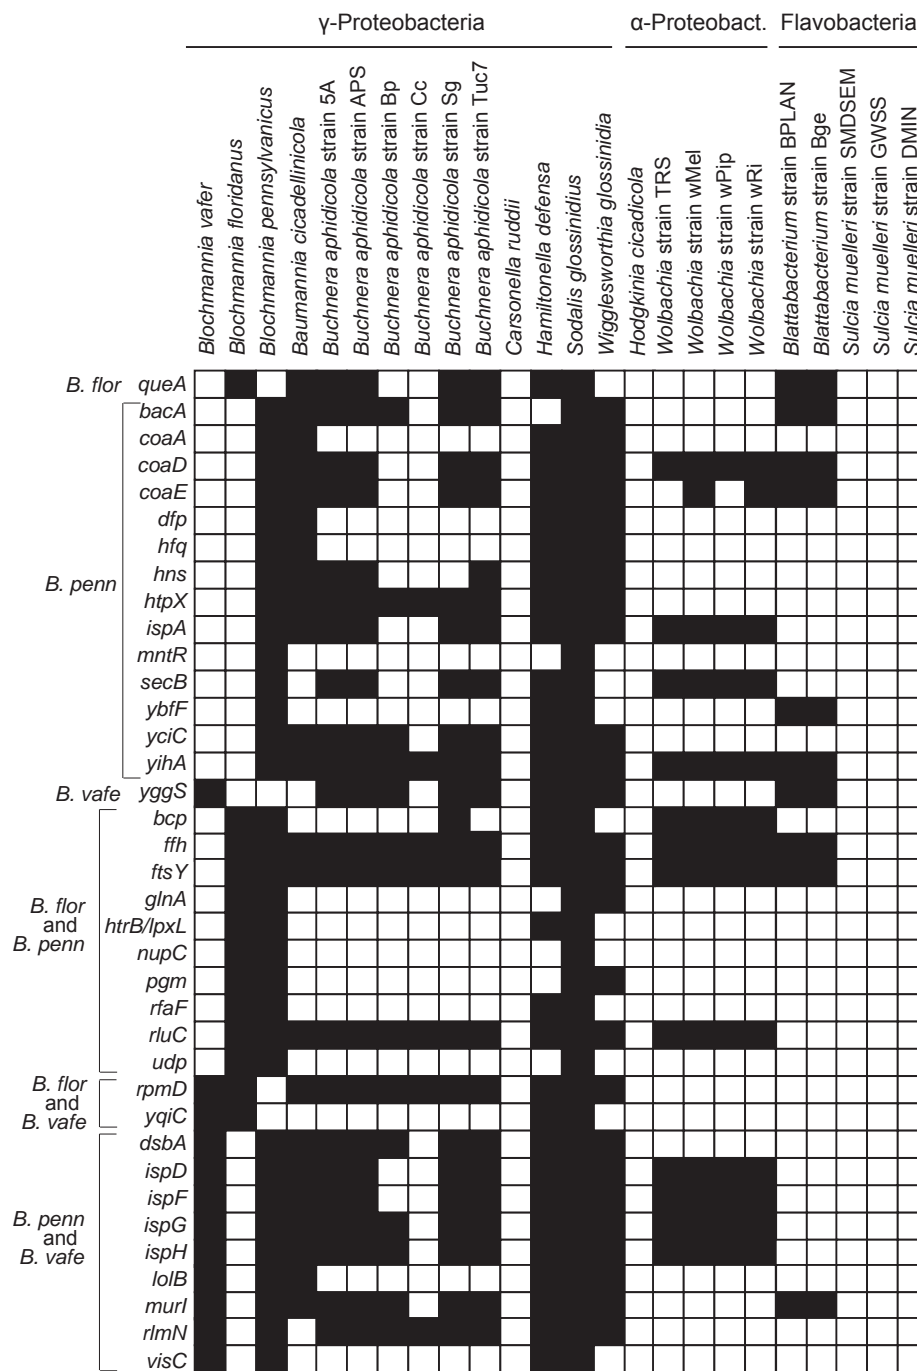 γ-Proteobacteria α-Proteobact. Flavobacteria
Blochmannia vafer
Blochmannia floridanus
Blochmannia pennsylvanicus
Baumannia cicadellinicola
Buchnera aphidicola strain 5A
Buchnera aphidicola strain APS
Buchnera aphidicola strain Bp
Buchnera aphidicola strain Cc
Buchnera aphidicola strain Sg
Buchnera aphidicola strain Tuc7
Carsonella ruddii
Hamiltonella defensa
Sodalis glossinidius
Wigglesworthia glossinidia
Hodgkinia cicadicola
Wolbachia strain TRS
Wolbachia strain wMel
Wolbachia strain wPip
Wolbachia strain wRi
Blattabacterium strain BPLAN
Blattabacterium strain Bge
Sulcia muelleri strain SMDSEM
Sulcia muelleri strain GWSS
Sulcia muelleri strain DMIN
B. flor queA
B. penn
bacA
coaA
coaD
coaE
dfp
hfq
hns
htpX
ispA
mntR
secB
ybfF
yciC
yihA
B. vafe yggS
B. flor
and
B. penn
bcp
ffh
ftsY
glnA
htrB/lpxL
nupC
pgm
rfaF
rluC
udp
B. flor
and
B. vafe
rpmD
yqiC
B. penn
and
B. vafe
dsbA
ispD
ispF
ispG
ispH
lolB
murI
rlmN
visC